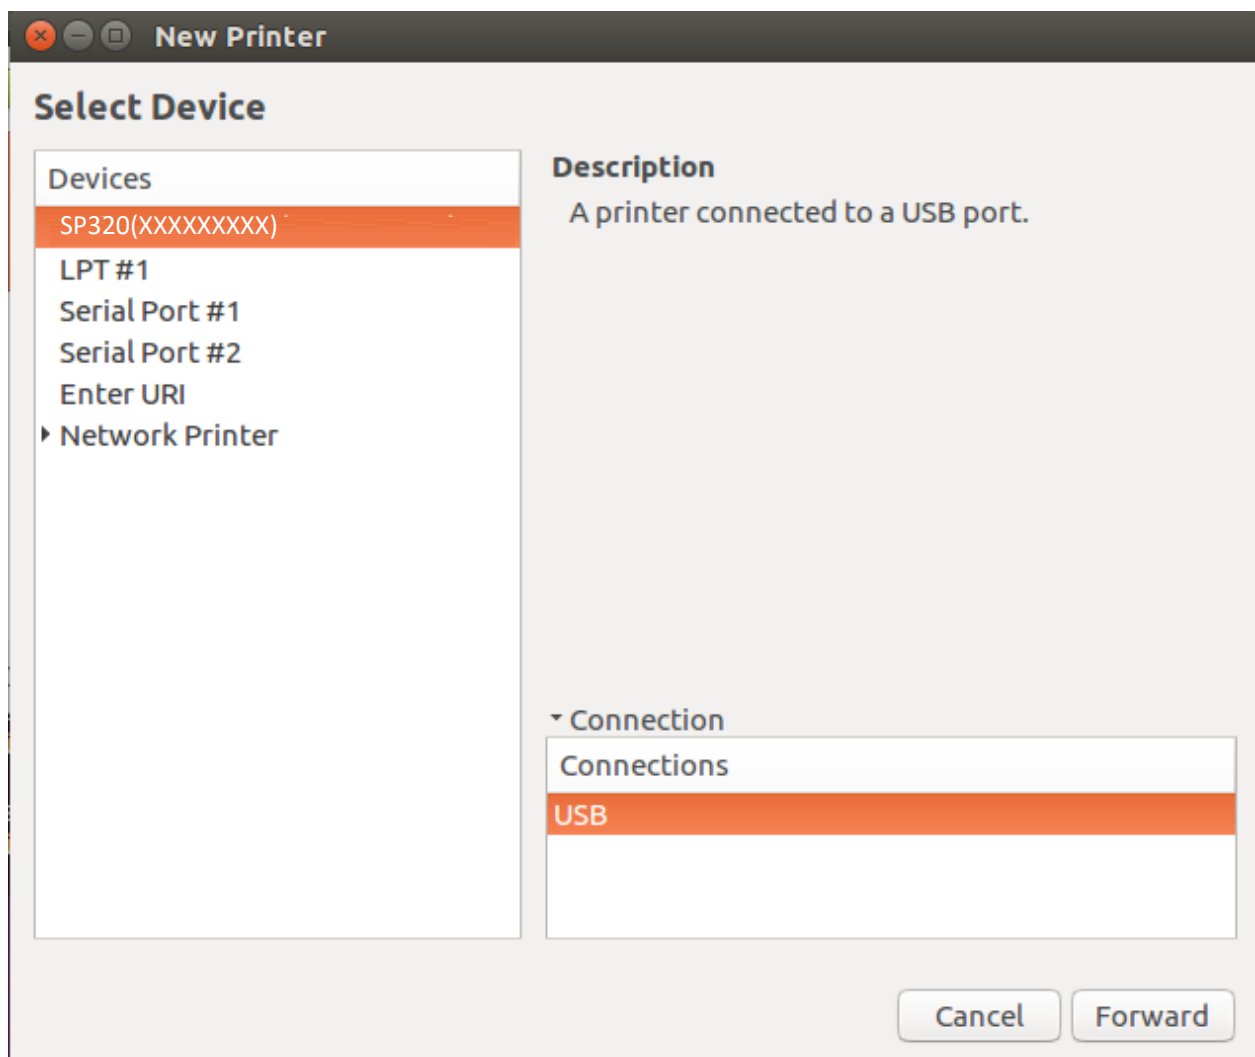 New Printer
Select Device
Devices
SP320(XXXXXXXXX)
LPT #1
Serial Port #1
Serial Port #2
Enter URI
Network Printer
Description
A printer connected to a USB port.
Connection
Connections
USB
Cancel
Forward